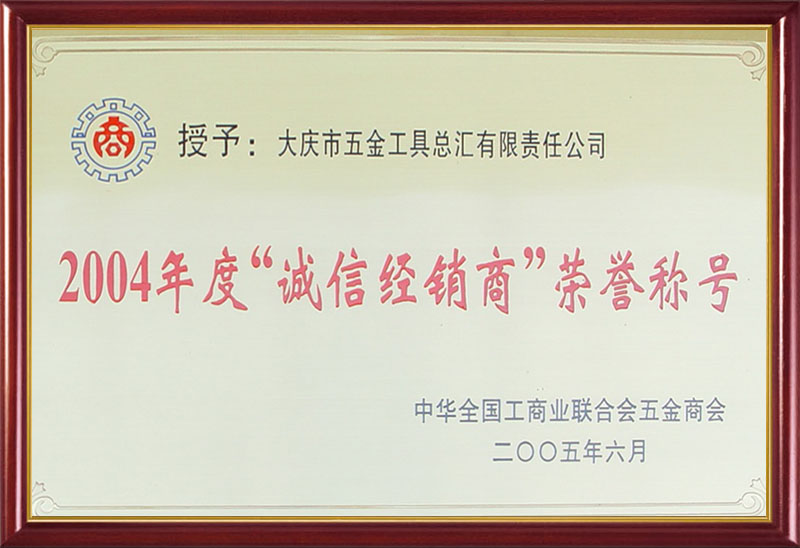 商
授予：大庆市五金工具总汇有限责任公司
2004年度“诚信经销商”荣誉称号
中华全国工商业联合会五金商会
二〇〇五年六月